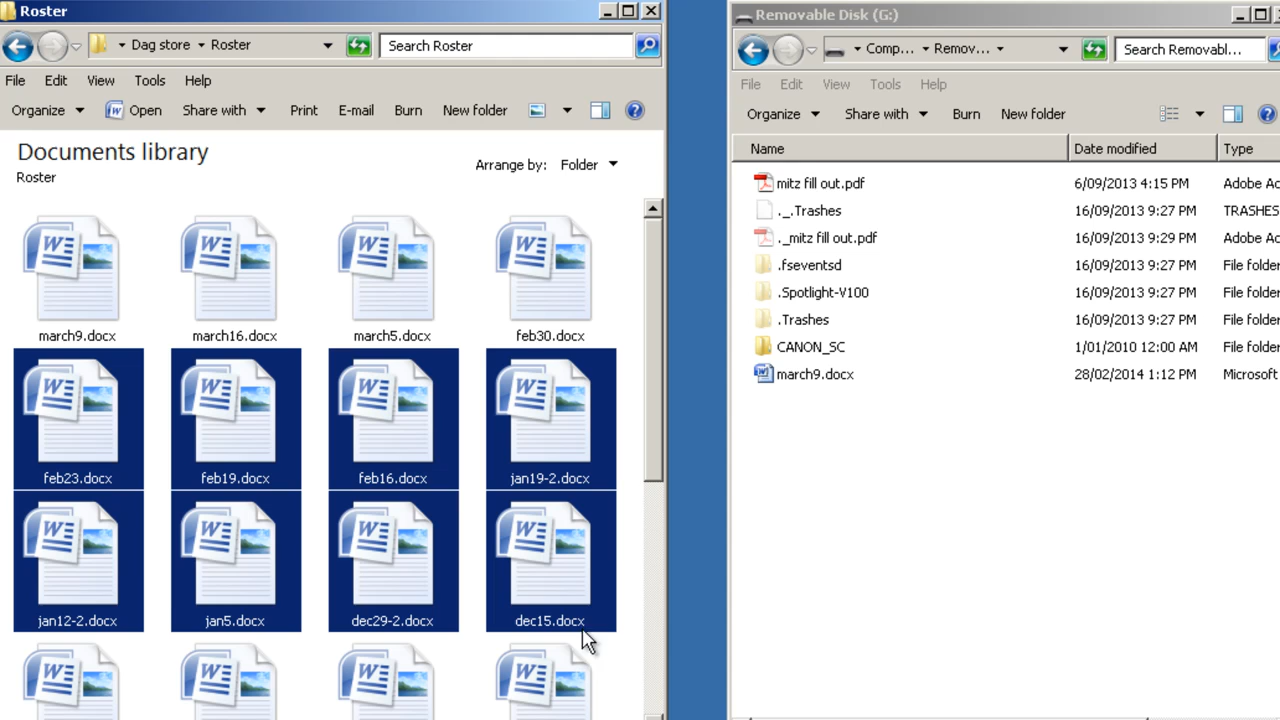 Roster
Dag store
Roster
Search Roster
File
Edit
View
Tools
Help
Organize
Open
Share with
Print
E-mail
Burn
New folder
Documents library
Roster
Arrange by:
Folder
march9.docx
march16.docx
march5.docx
feb30.docx
feb23.docx
feb19.docx
feb16.docx
jan19-2.docx
jan12-2.docx
jan5.docx
dec29-2.docx
dec15.docx
Removable Disk (G:)
Comp...
Remov...
Search Removabl...
File
Edit
View
Tools
Help
Organize
Share with
Burn
New folder
Name
Date modified
Type
mitz fill out.pdf
6/09/2013 4:15 PM
Adobe Ac
._.Trashes
16/09/2013 9:27 PM
TRASHES
._mitz fill out.pdf
16/09/2013 9:29 PM
Adobe Ac
.fseventsd
16/09/2013 9:27 PM
File folder
.Spotlight-V100
16/09/2013 9:27 PM
File folder
.Trashes
16/09/2013 9:27 PM
File folder
CANON_SC
1/01/2010 12:00 AM
File folder
march9.docx
28/02/2014 1:12 PM
Microsoft